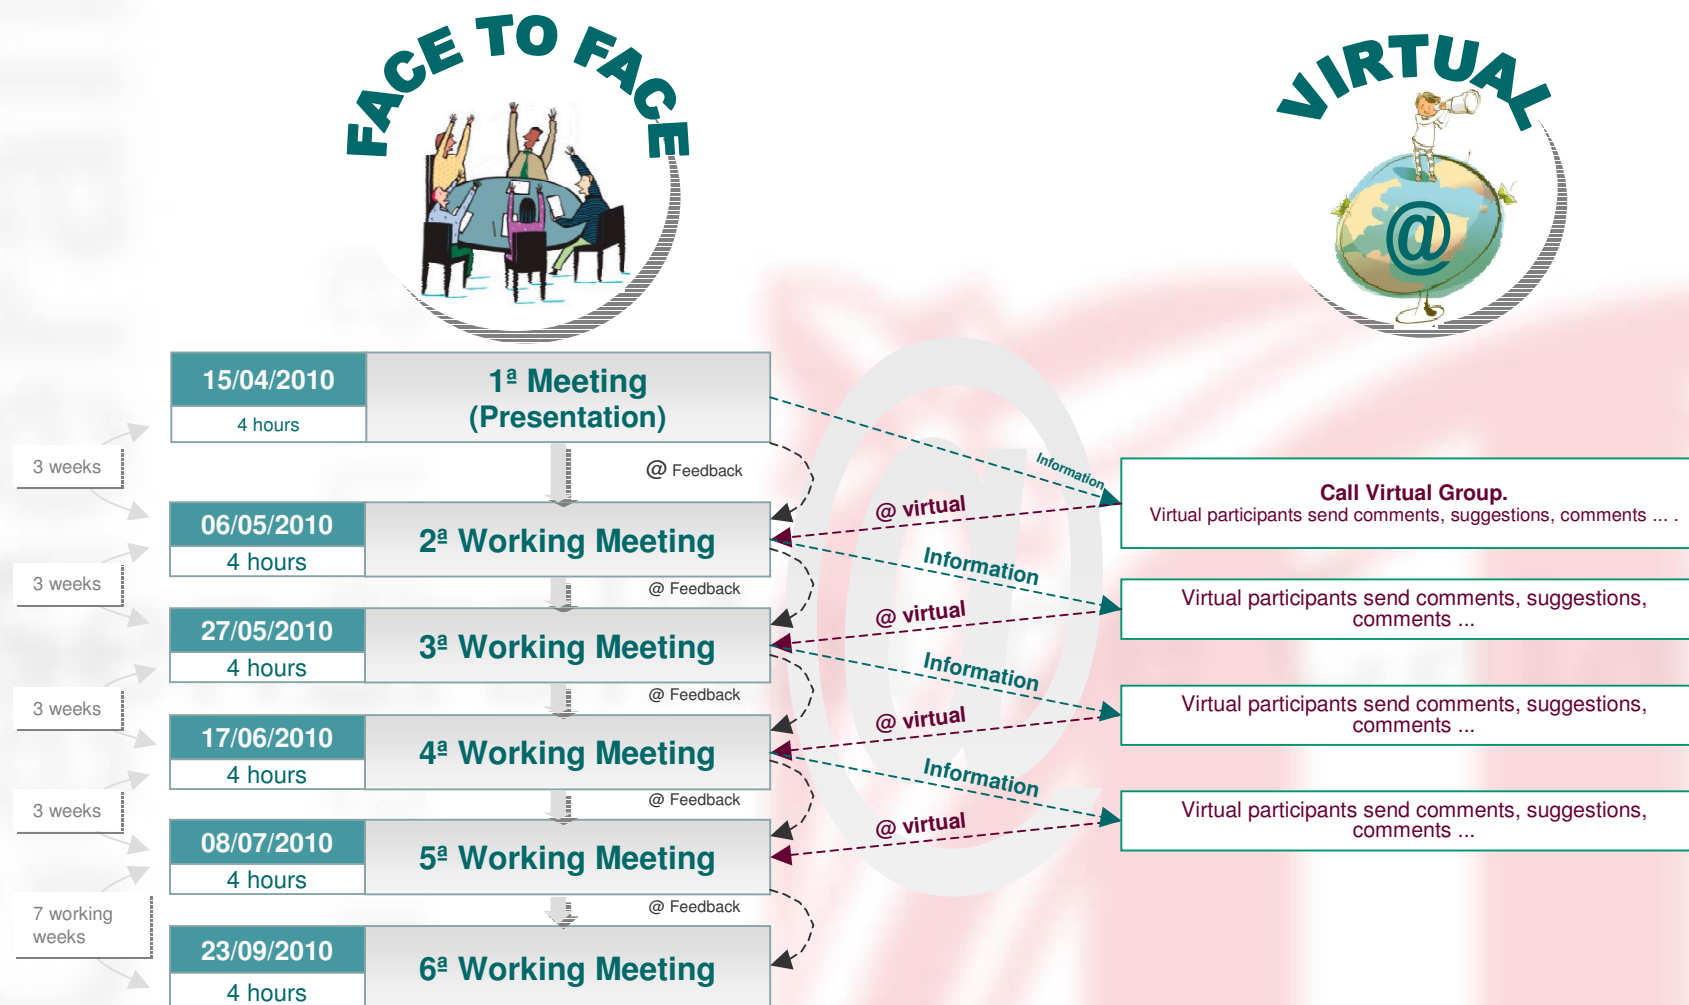 FACE TO FACE
VIRTUAL
@
15/04/2010
4 hours
1ª Meeting
(Presentation)
3 weeks
@ Feedback
Information
Call Virtual Group.
Virtual participants send comments, suggestions, comments ... .
@ virtual
06/05/2010
4 hours
2ª Working Meeting
Information
3 weeks
@ Feedback
Virtual participants send comments, suggestions,
comments ...
@ virtual
27/05/2010
4 hours
3ª Working Meeting
Information
3 weeks
@ Feedback
Virtual participants send comments, suggestions,
comments ...
@ virtual
17/06/2010
4 hours
4ª Working Meeting
Information
3 weeks
@ Feedback
Virtual participants send comments, suggestions,
comments ...
@ virtual
08/07/2010
4 hours
5ª Working Meeting
7 working
weeks
@ Feedback
23/09/2010
4 hours
6ª Working Meeting
@